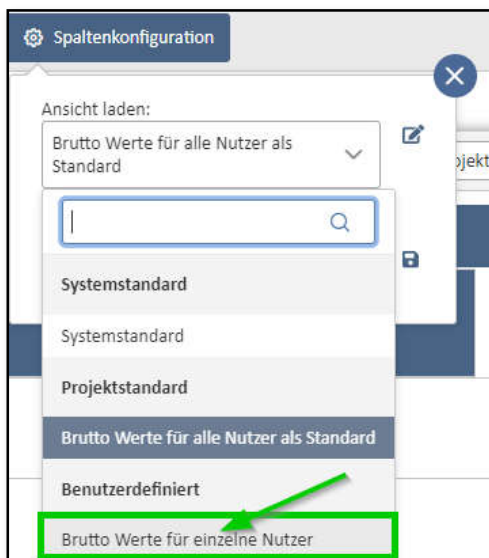 Spaltenkonfiguration
Ansicht laden:
Brutto Werte für alle Nutzer als
Standard
ojekt
Systemstandard
Systemstandard
Projektstandard
Brutto Werte für alle Nutzer als Standard
Benutzerdefiniert
Brutto Werte für einzelne Nutzer